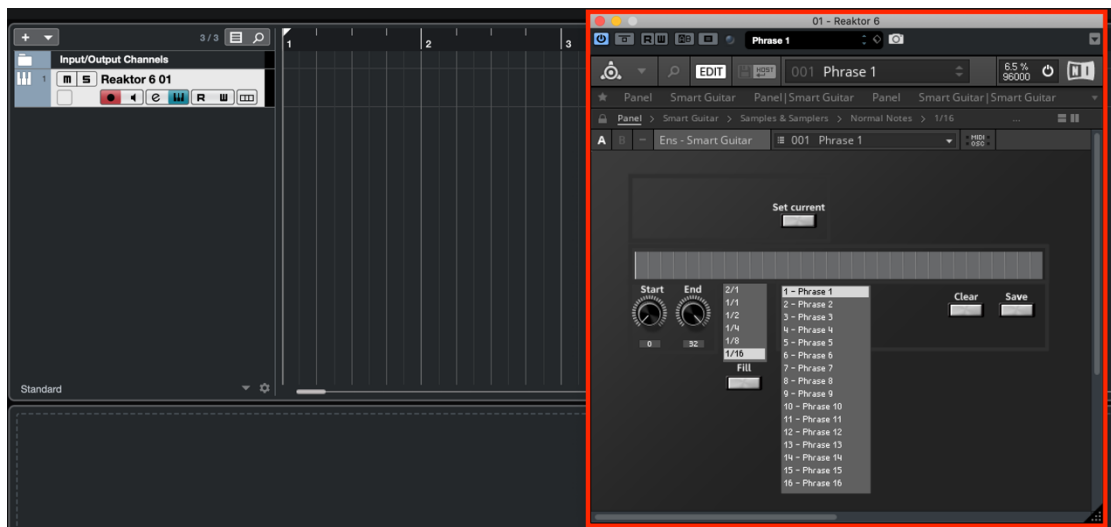 01 - Reaktor 6
3/3
1
2
3
Phrase 1
Input/Output Channels
1
m S Reaktor 6 01
e R W
EDIT
HOST
001 Phrase 1
6.5 %
96000
NI
Panel Smart Guitar Panel|Smart Guitar Panel Smart Guitar|Smart Guitar
Panel > Smart Guitar > Samples & Samplers > Normal Notes > 1/16 ...
A B Ens - Smart Guitar 001 Phrase 1 MIDI
OSC
Set current
Start End
0 32
2/1
1/1
1/2
1/4
1/8
1/16
Fill
1 - Phrase 1
2 - Phrase 2
3 - Phrase 3
4 - Phrase 4
5 - Phrase 5
6 - Phrase 6
7 - Phrase 7
8 - Phrase 8
9 - Phrase 9
10 - Phrase 10
11 - Phrase 11
12 - Phrase 12
13 - Phrase 13
14 - Phrase 14
15 - Phrase 15
16 - Phrase 16
Clear Save
Standard